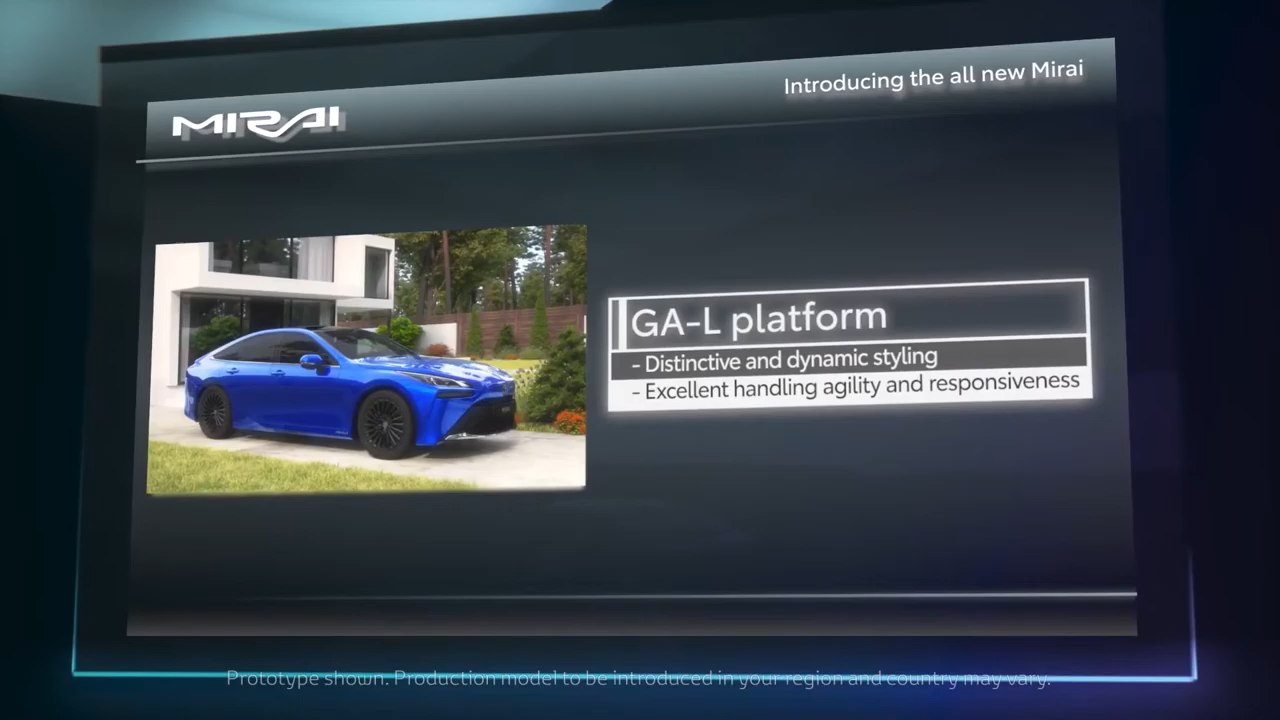 MIRAI
Introducing the all new Mirai
GA-L platform
- Distinctive and dynamic styling
- Excellent handling agility and responsiveness
Prototype shown. Production model to be introduced in your region and country may vary.